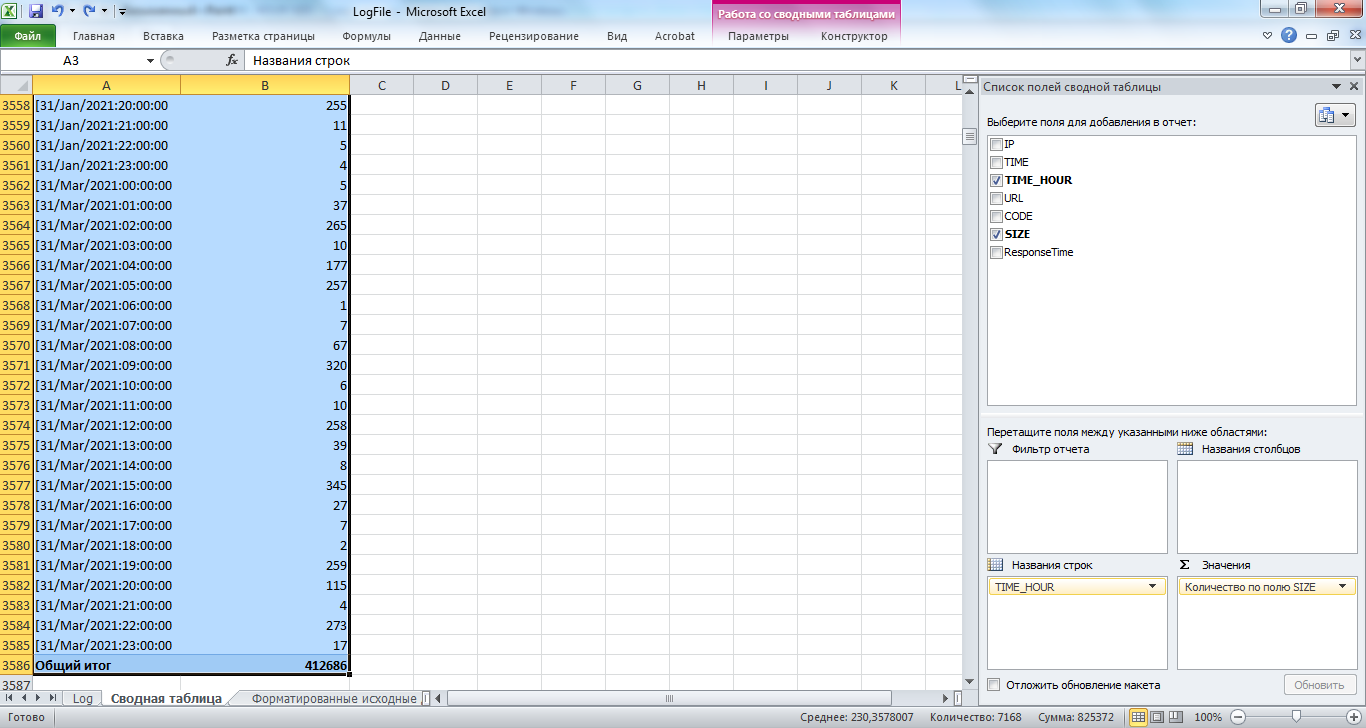 LogFile - Microsoft Excel
Работа со сводными таблицами
Файл Главная Вставка Разметка страницы Формулы Данные Рецензирование Вид Acrobat Параметры Конструктор
A3 fx Названия строк
A B C D E F G H I J K L
3558 [31/Jan/2021:20:00:00 255
3559 [31/Jan/2021:21:00:00 11
3560 [31/Jan/2021:22:00:00 5
3561 [31/Jan/2021:23:00:00 4
3562 [31/Mar/2021:00:00:00 5
3563 [31/Mar/2021:01:00:00 37
3564 [31/Mar/2021:02:00:00 265
3565 [31/Mar/2021:03:00:00 10
3566 [31/Mar/2021:04:00:00 177
3567 [31/Mar/2021:05:00:00 257
3568 [31/Mar/2021:06:00:00 1
3569 [31/Mar/2021:07:00:00 7
3570 [31/Mar/2021:08:00:00 67
3571 [31/Mar/2021:09:00:00 320
3572 [31/Mar/2021:10:00:00 6
3573 [31/Mar/2021:11:00:00 10
3574 [31/Mar/2021:12:00:00 258
3575 [31/Mar/2021:13:00:00 39
3576 [31/Mar/2021:14:00:00 8
3577 [31/Mar/2021:15:00:00 345
3578 [31/Mar/2021:16:00:00 27
3579 [31/Mar/2021:17:00:00 7
3580 [31/Mar/2021:18:00:00 2
3581 [31/Mar/2021:19:00:00 259
3582 [31/Mar/2021:20:00:00 115
3583 [31/Mar/2021:21:00:00 4
3584 [31/Mar/2021:22:00:00 273
3585 [31/Mar/2021:23:00:00 17
3586 Общий итог 412686
3587
Log Сводная таблица Форматированные исходные
Список полей сводной таблицы
Выберите поля для добавления в отчет:
IP
TIME
TIME_HOUR
URL
CODE
SIZE
ResponseTime
Перетащите поля между указанными ниже областями:
Фильтр отчета Названия столбцов
Названия строк Σ Значения
TIME_HOUR Количество по полю SIZE
Отложить обновление макета Обновить
Готово Среднее: 230,3578007 Количество: 7168 Сумма: 825372 100%